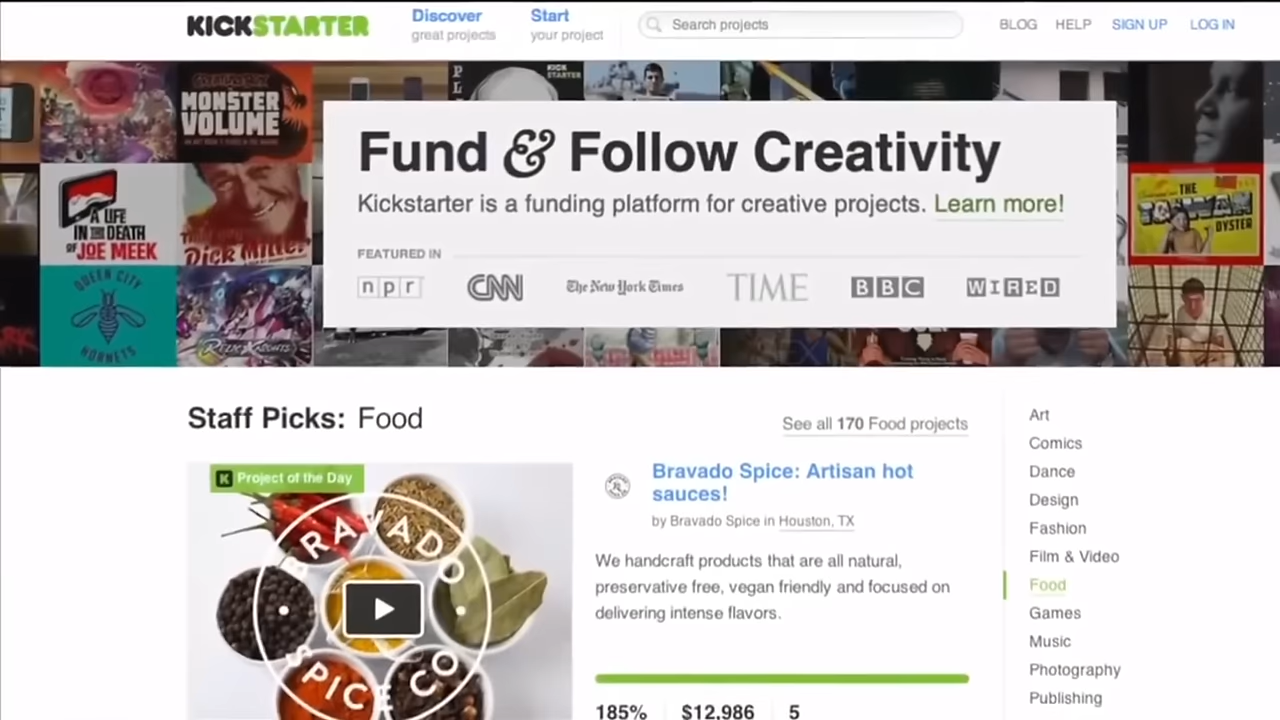 KICKSTARTER
Discover
great projects
Start
your project
Search projects
BLOG HELP SIGN UP LOG IN
KICK
STARTER
MONSTER
VOLUME
Fund & Follow Creativity
Kickstarter is a funding platform for creative projects. Learn more!
FEATURED IN
npr CNN The New York Times TIME BBC WIRED
A LIFE
IN THE DEATH
OF JOE MEEK
Dick Miller
THE
TAIWAN
OYSTER
QUEEN CITY
HORNETS
RELIC KNIGHTS
Staff Picks: Food
See all 170 Food projects
Project of the Day
BRAVADO
SPICE CO
Bravado Spice: Artisan hot
sauces!
by Bravado Spice in Houston, TX
We handcraft products that are all natural,
preservative free, vegan friendly and focused on
delivering intense flavors.
185% $12,986 5
Art
Comics
Dance
Design
Fashion
Film & Video
Food
Games
Music
Photography
Publishing